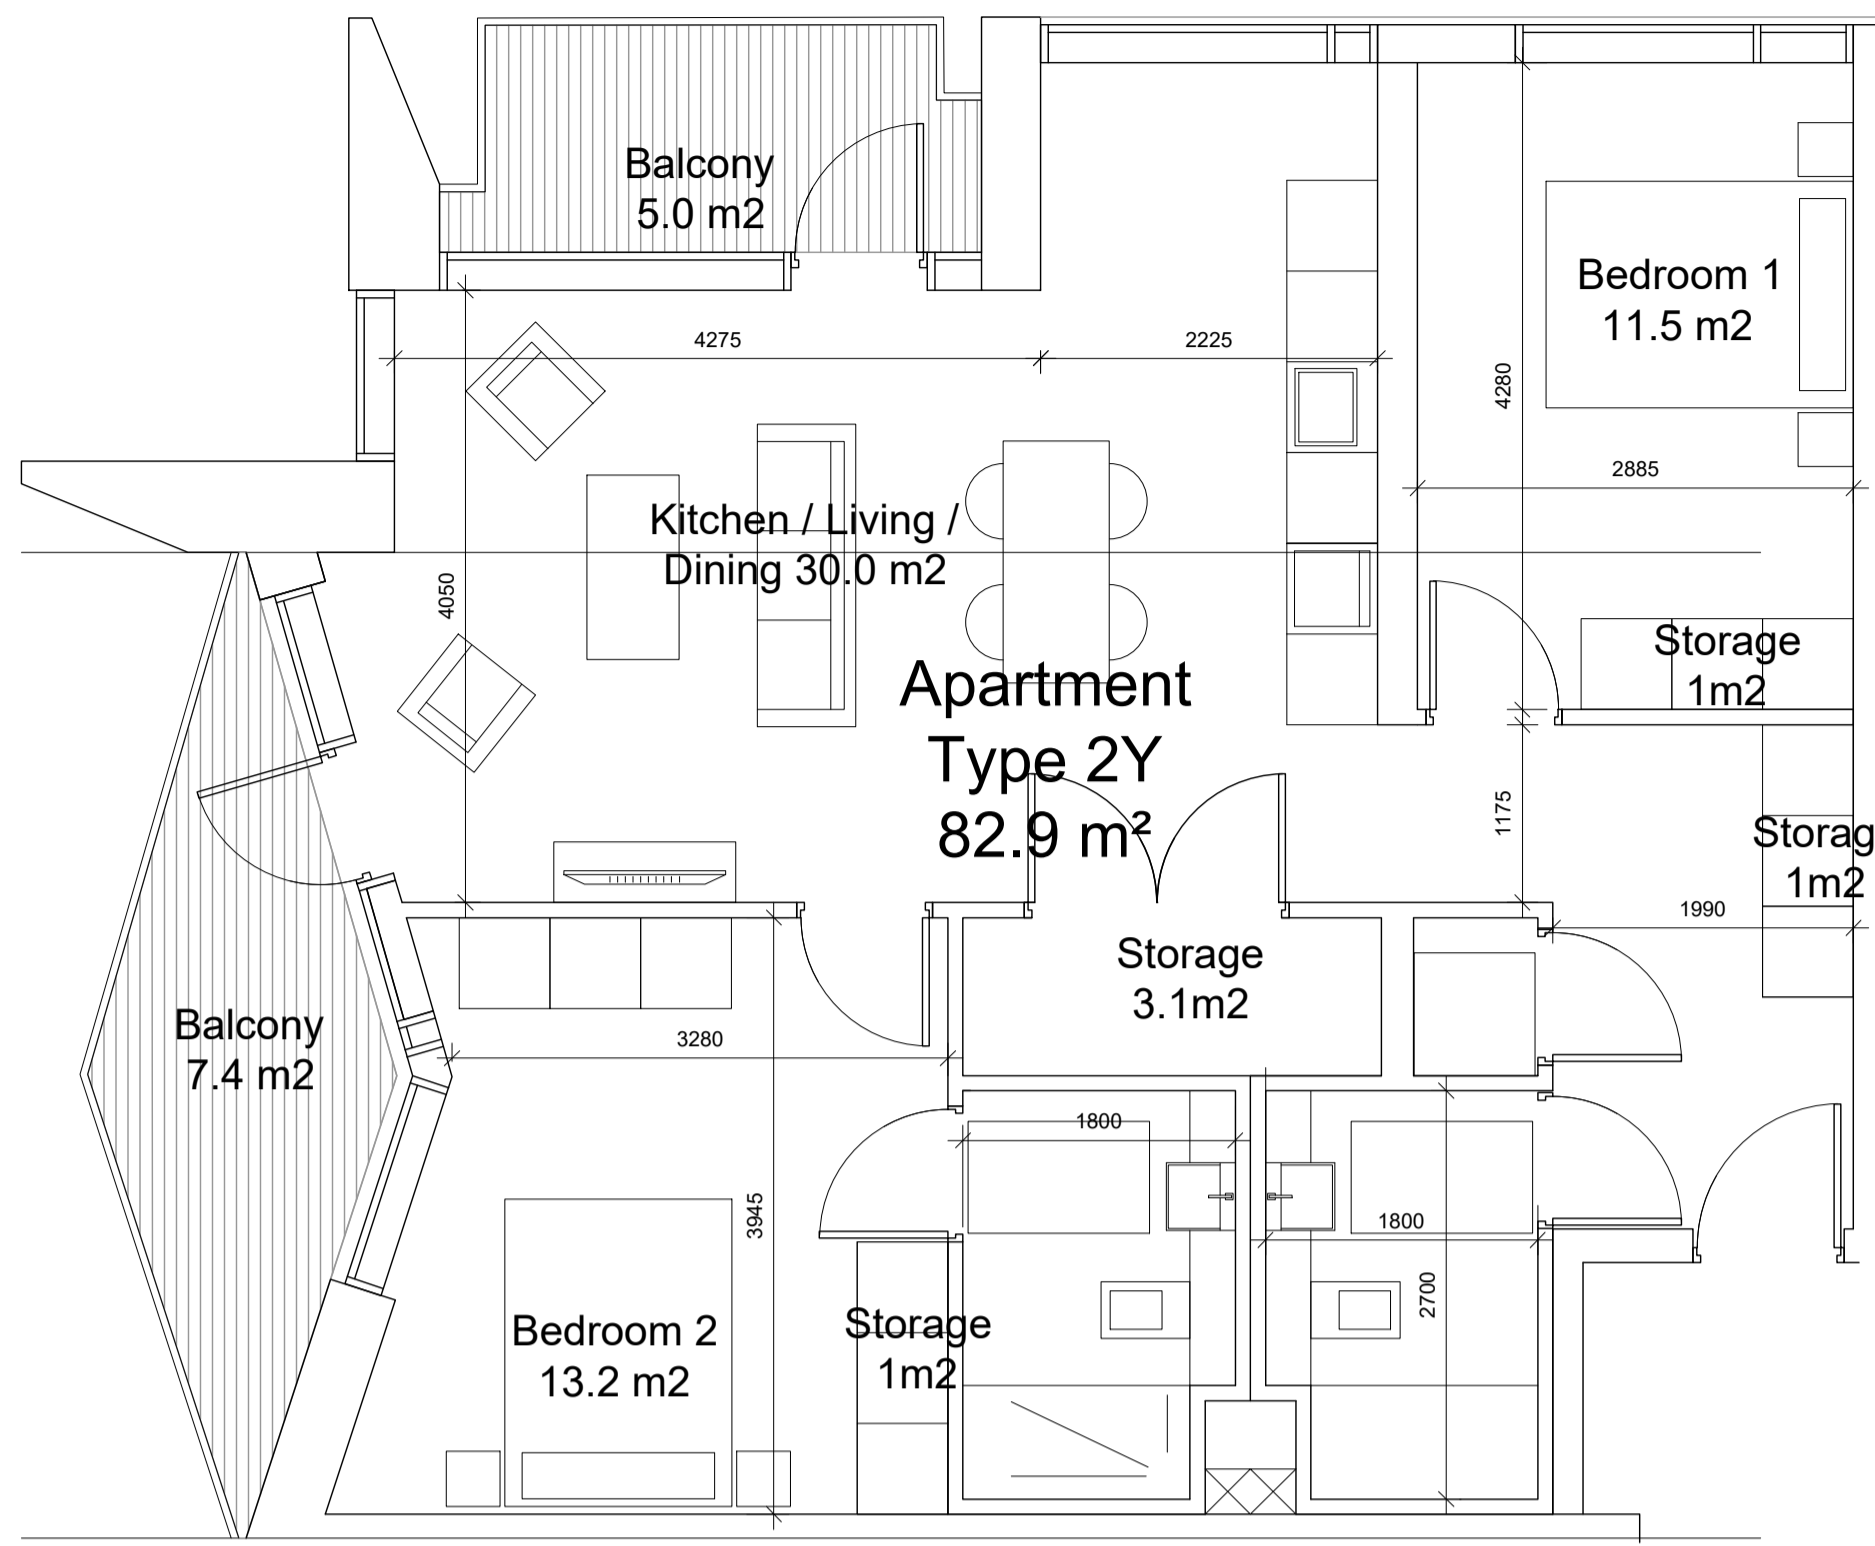 Balcony
5.0 m2
Bedroom 1
11.5 m2
4275
2225
4280
2885
Kitchen / Living /
Dining 30.0 m2
4050
Storage
1m2
Apartment
Type 2Y
82.9 m²
1175
Storag
1m2
1990
Storage
3.1m2
Balcony
7.4 m2
3280
1800
3945
1800
2700
Bedroom 2
13.2 m2
Storage
1m2